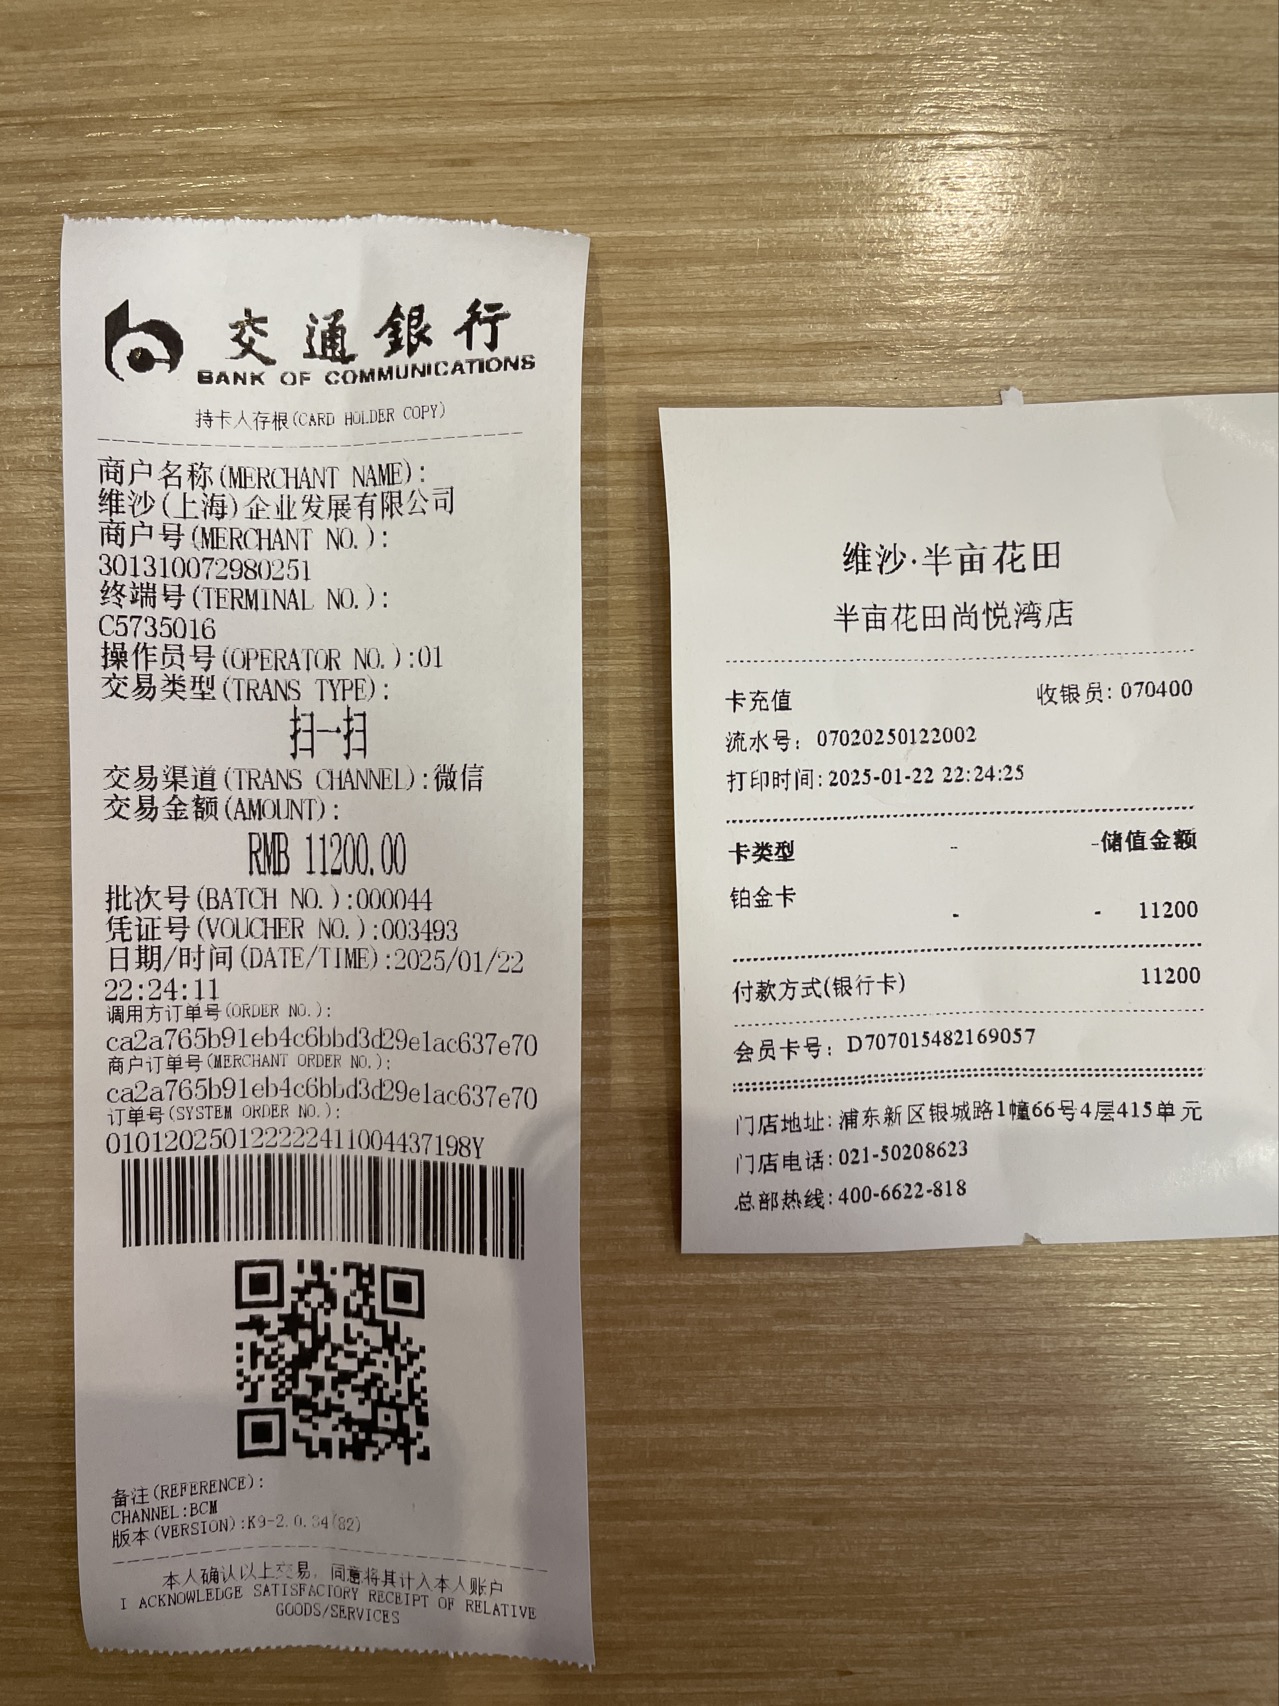 交通銀行
BANK OF COMMUNICATIONS
持卡人存根(CARD HOLDER COPY)
商户名称(MERCHANT NAME):
维沙(上海)企业发展有限公司
商户号(MERCHANT NO.):
301310072980251
终端号(TERMINAL NO.):
C5735016
操作员号(OPERATOR NO.):01
交易类型(TRANS TYPE):
扫一扫
交易渠道(TRANS CHANNEL):微信
交易金额(AMOUNT):
RMB 11200.00
批次号(BATCH NO.):000044
凭证号(VOUCHER NO.):003493
日期/时间(DATE/TIME):2025/01/22
22:24:11
调用方订单号(ORDER NO.):
ca2a765b91eb4c6bbd3d29e1ac637e70
商户订单号(MERCHANT ORDER NO.):
ca2a765b91eb4c6bbd3d29e1ac637e70
订单号(SYSTEM ORDER NO.):
01012025012222241100443719​8Y
备注(REFERENCE):
CHANNEL:BCM
版本(VERSION):K9-2.0.34(82)
本人确认以上交易，同意将其计入本人账户
I ACKNOWLEDGE SATISFACTORY RECEIPT OF RELATIVE
GOODS/SERVICES
维沙·半亩花田
半亩花田尚悦湾店
卡充值 收银员: 070400
流水号: 07020250122002
打印时间: 2025-01-22 22:24:25
卡类型 - -储值金额
铂金卡
- - 11200
付款方式(银行卡) 11200
会员卡号: D707015482169057
门店地址: 浦东新区银城路1幢66号4层415单元
门店电话: 021-50208623
总部热线: 400-6622-818